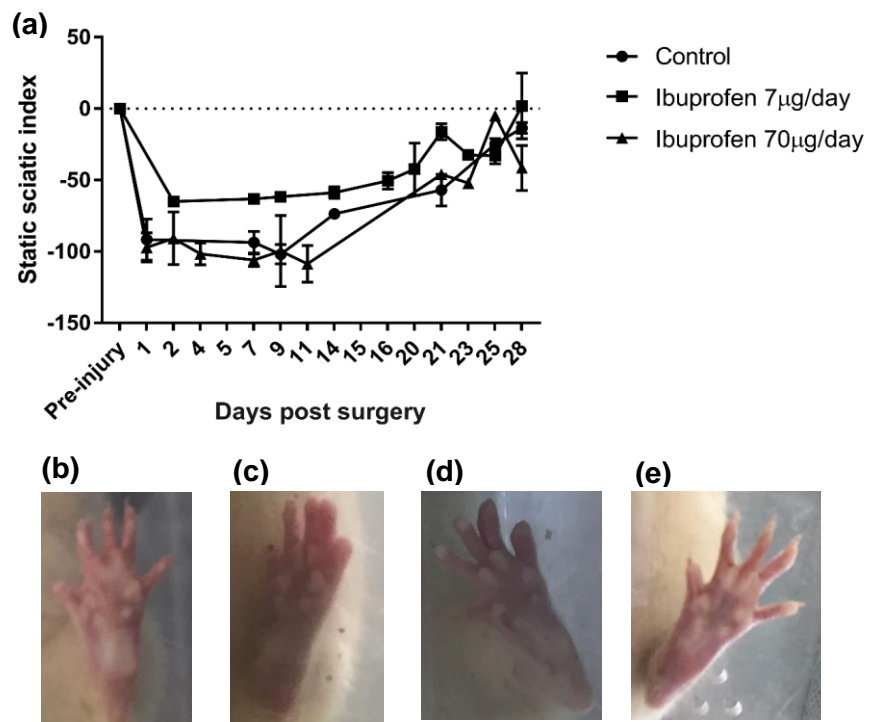 (a)
50
0
-50
-100
-150
Static sciatic index
Pre-injury 1 2 4 5 7 9 11 14 15 16 20 21 23 25 28
Days post surgery
Control
Ibuprofen 7μg/day
Ibuprofen 70μg/day
(b) (c) (d) (e)